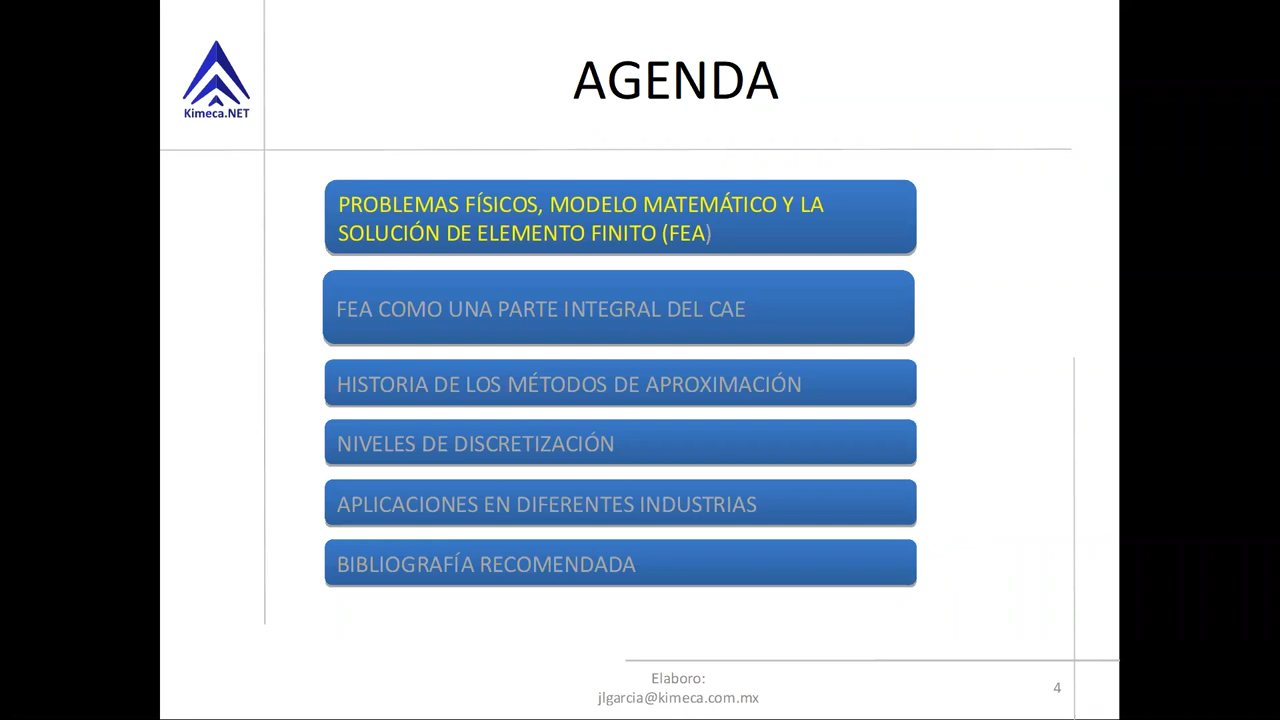 Kimeca.NET
AGENDA
PROBLEMAS FÍSICOS, MODELO MATEMÁTICO Y LA
SOLUCIÓN DE ELEMENTO FINITO (FEA)
FEA COMO UNA PARTE INTEGRAL DEL CAE
HISTORIA DE LOS MÉTODOS DE APROXIMACIÓN
NIVELES DE DISCRETIZACIÓN
APLICACIONES EN DIFERENTES INDUSTRIAS
BIBLIOGRAFÍA RECOMENDADA
Elaboro:
jlgarcia@kimeca.com.mx
4